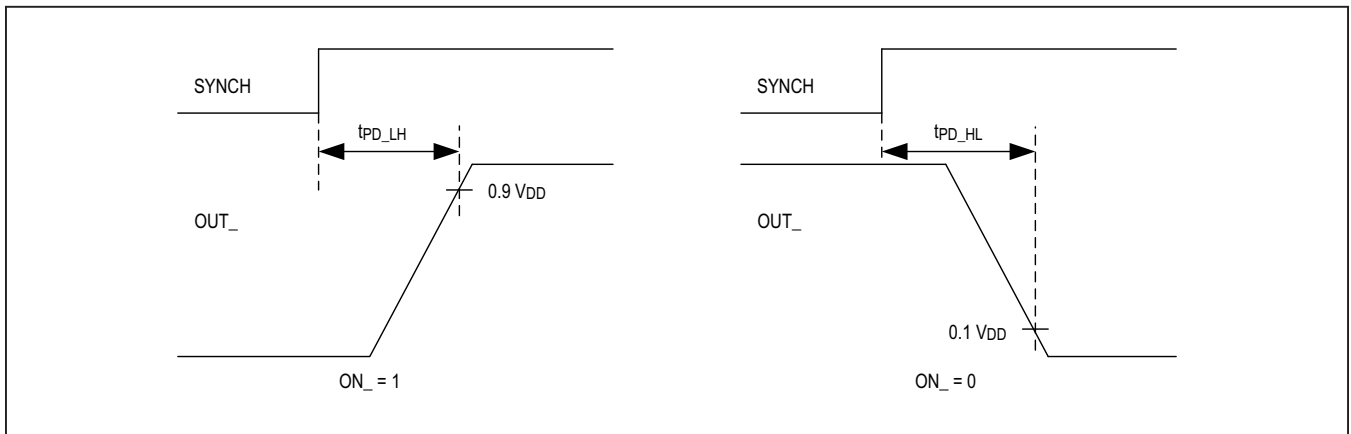 SYNCH
tPD_LH
0.9 VDD
OUT_
ON_ = 1
SYNCH
tPD_HL
OUT_
0.1 VDD
ON_ = 0